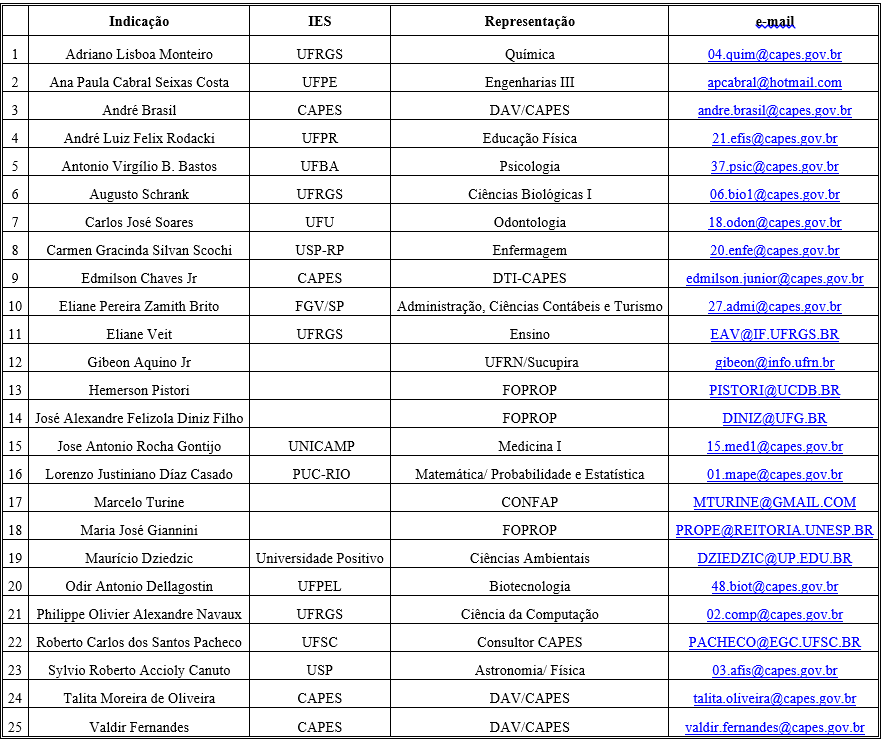 Indicação IES Representação e-mail
1 Adriano Lisboa Monteiro UFRGS Química 04.quim@capes.gov.br
2 Ana Paula Cabral Seixas Costa UFPE Engenharias III apcabral@hotmail.com
3 André Brasil CAPES DAV/CAPES andre.brasil@capes.gov.br
4 André Luiz Felix Rodacki UFPR Educação Física 21.efis@capes.gov.br
5 Antonio Virgílio B. Bastos UFBA Psicologia 37.psic@capes.gov.br
6 Augusto Schrank UFRGS Ciências Biológicas I 06.bio1@capes.gov.br
7 Carlos José Soares UFU Odontologia 18.odon@capes.gov.br
8 Carmen Gracinda Silvan Scochi USP-RP Enfermagem 20.enfe@capes.gov.br
9 Edmilson Chaves Jr CAPES DTI-CAPES edmilson.junior@capes.gov.br
10 Eliane Pereira Zamith Brito FGV/SP Administração, Ciências Contábeis e Turismo 27.admi@capes.gov.br
11 Eliane Veit UFRGS Ensino EAV@IF.UFRGS.BR
12 Gibeon Aquino Jr UFRN/Sucupira gibeon@info.ufrn.br
13 Hemerson Pistori FOPROP PISTORI@UCDB.BR
14 José Alexandre Felizola Diniz Filho FOPROP DINIZ@UFG.BR
15 Jose Antonio Rocha Gontijo UNICAMP Medicina I 15.med1@capes.gov.br
16 Lorenzo Justiniano Díaz Casado PUC-RIO Matemática/ Probabilidade e Estatística 01.mape@capes.gov.br
17 Marcelo Turine CONFAP MTURINE@GMAIL.COM
18 Maria José Giannini FOPROP PROPE@REITORIA.UNESP.BR
19 Maurício Dziedzic Universidade Positivo Ciências Ambientais DZIEDZIC@UP.EDU.BR
20 Odir Antonio Dellagostin UFPEL Biotecnologia 48.biot@capes.gov.br
21 Philippe Olivier Alexandre Navaux UFRGS Ciência da Computação 02.comp@capes.gov.br
22 Roberto Carlos dos Santos Pacheco UFSC Consultor CAPES PACHECO@EGC.UFSC.BR
23 Sylvio Roberto Accioly Canuto USP Astronomia/ Física 03.afis@capes.gov.br
24 Talita Moreira de Oliveira CAPES DAV/CAPES talita.oliveira@capes.gov.br
25 Valdir Fernandes CAPES DAV/CAPES valdir.fernandes@capes.gov.br